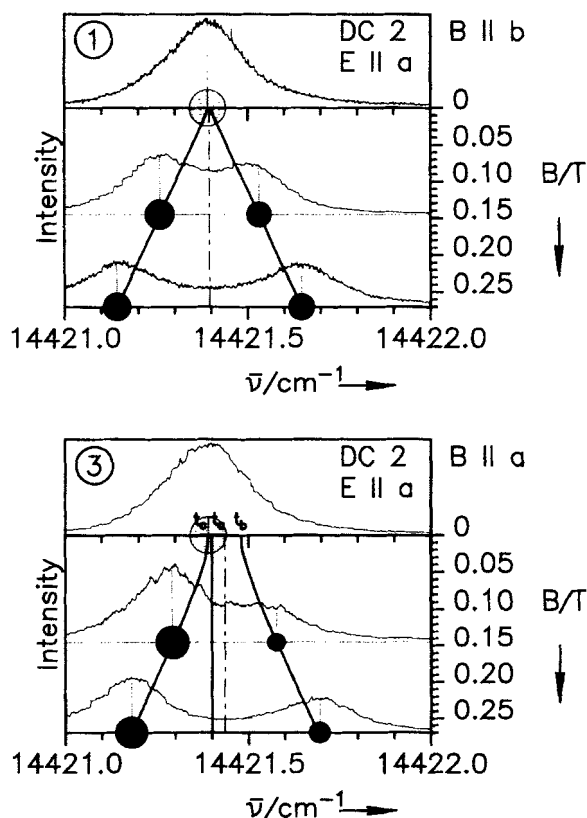 1
DC 2
E || a
B || b
0
0.05
0.10
0.15
0.20
0.25
B/T
Intensity
14421.0 14421.5 14422.0
ν̄/cm⁻¹
3
DC 2
E || a
B || a
0
0.05
0.10
0.15
0.20
0.25
B/T
Intensity
14421.0 14421.5 14422.0
ν̄/cm⁻¹